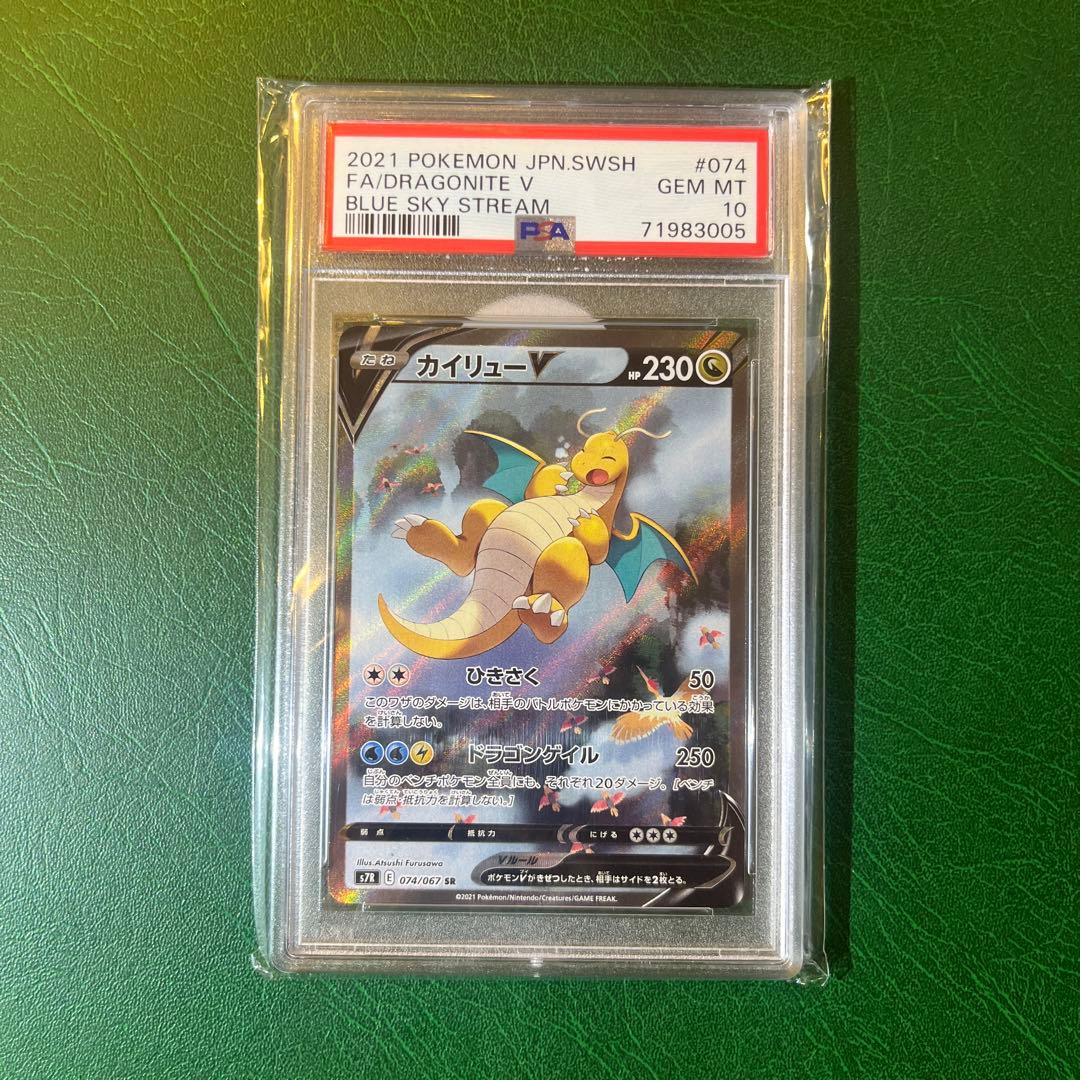 2021 POKEMON JPN.SWSH #074
FA/DRAGONITE V GEM MT
BLUE SKY STREAM 10
PSA 71983005
たね カイリューV HP 230
ひきさく 50
このワザのダメージは、相手のバトルポケモンにかかっている効果
を計算しない。
ドラゴンゲイル 250
自分のベンチポケモン全員にも、それぞれ20ダメージ。[ベンチ
は弱点・抵抗力を計算しない。]
弱点 抵抗力 にげる
Illus.Atsushi Furusawa
Vルール
s7R E 074/067 SR
ポケモンVがきぜつしたとき、相手はサイドを2枚とる。
©2021 Pokémon/Nintendo/Creatures/GAME FREAK.